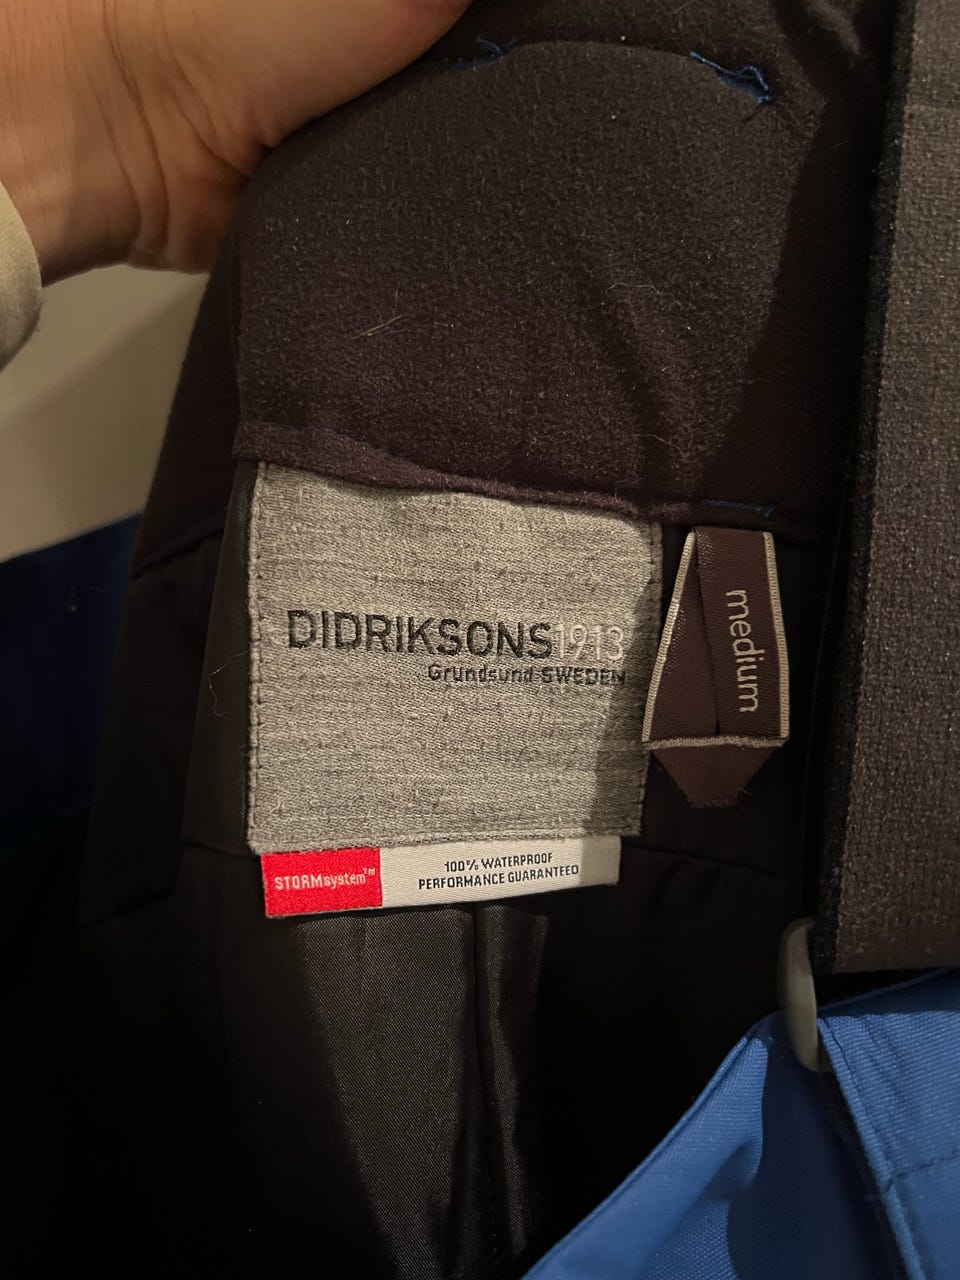 DIDRIKSONS1913
Grundsund SWEDEN
medium
STORMsystem™
100% WATERPROOF
PERFORMANCE GUARANTEED